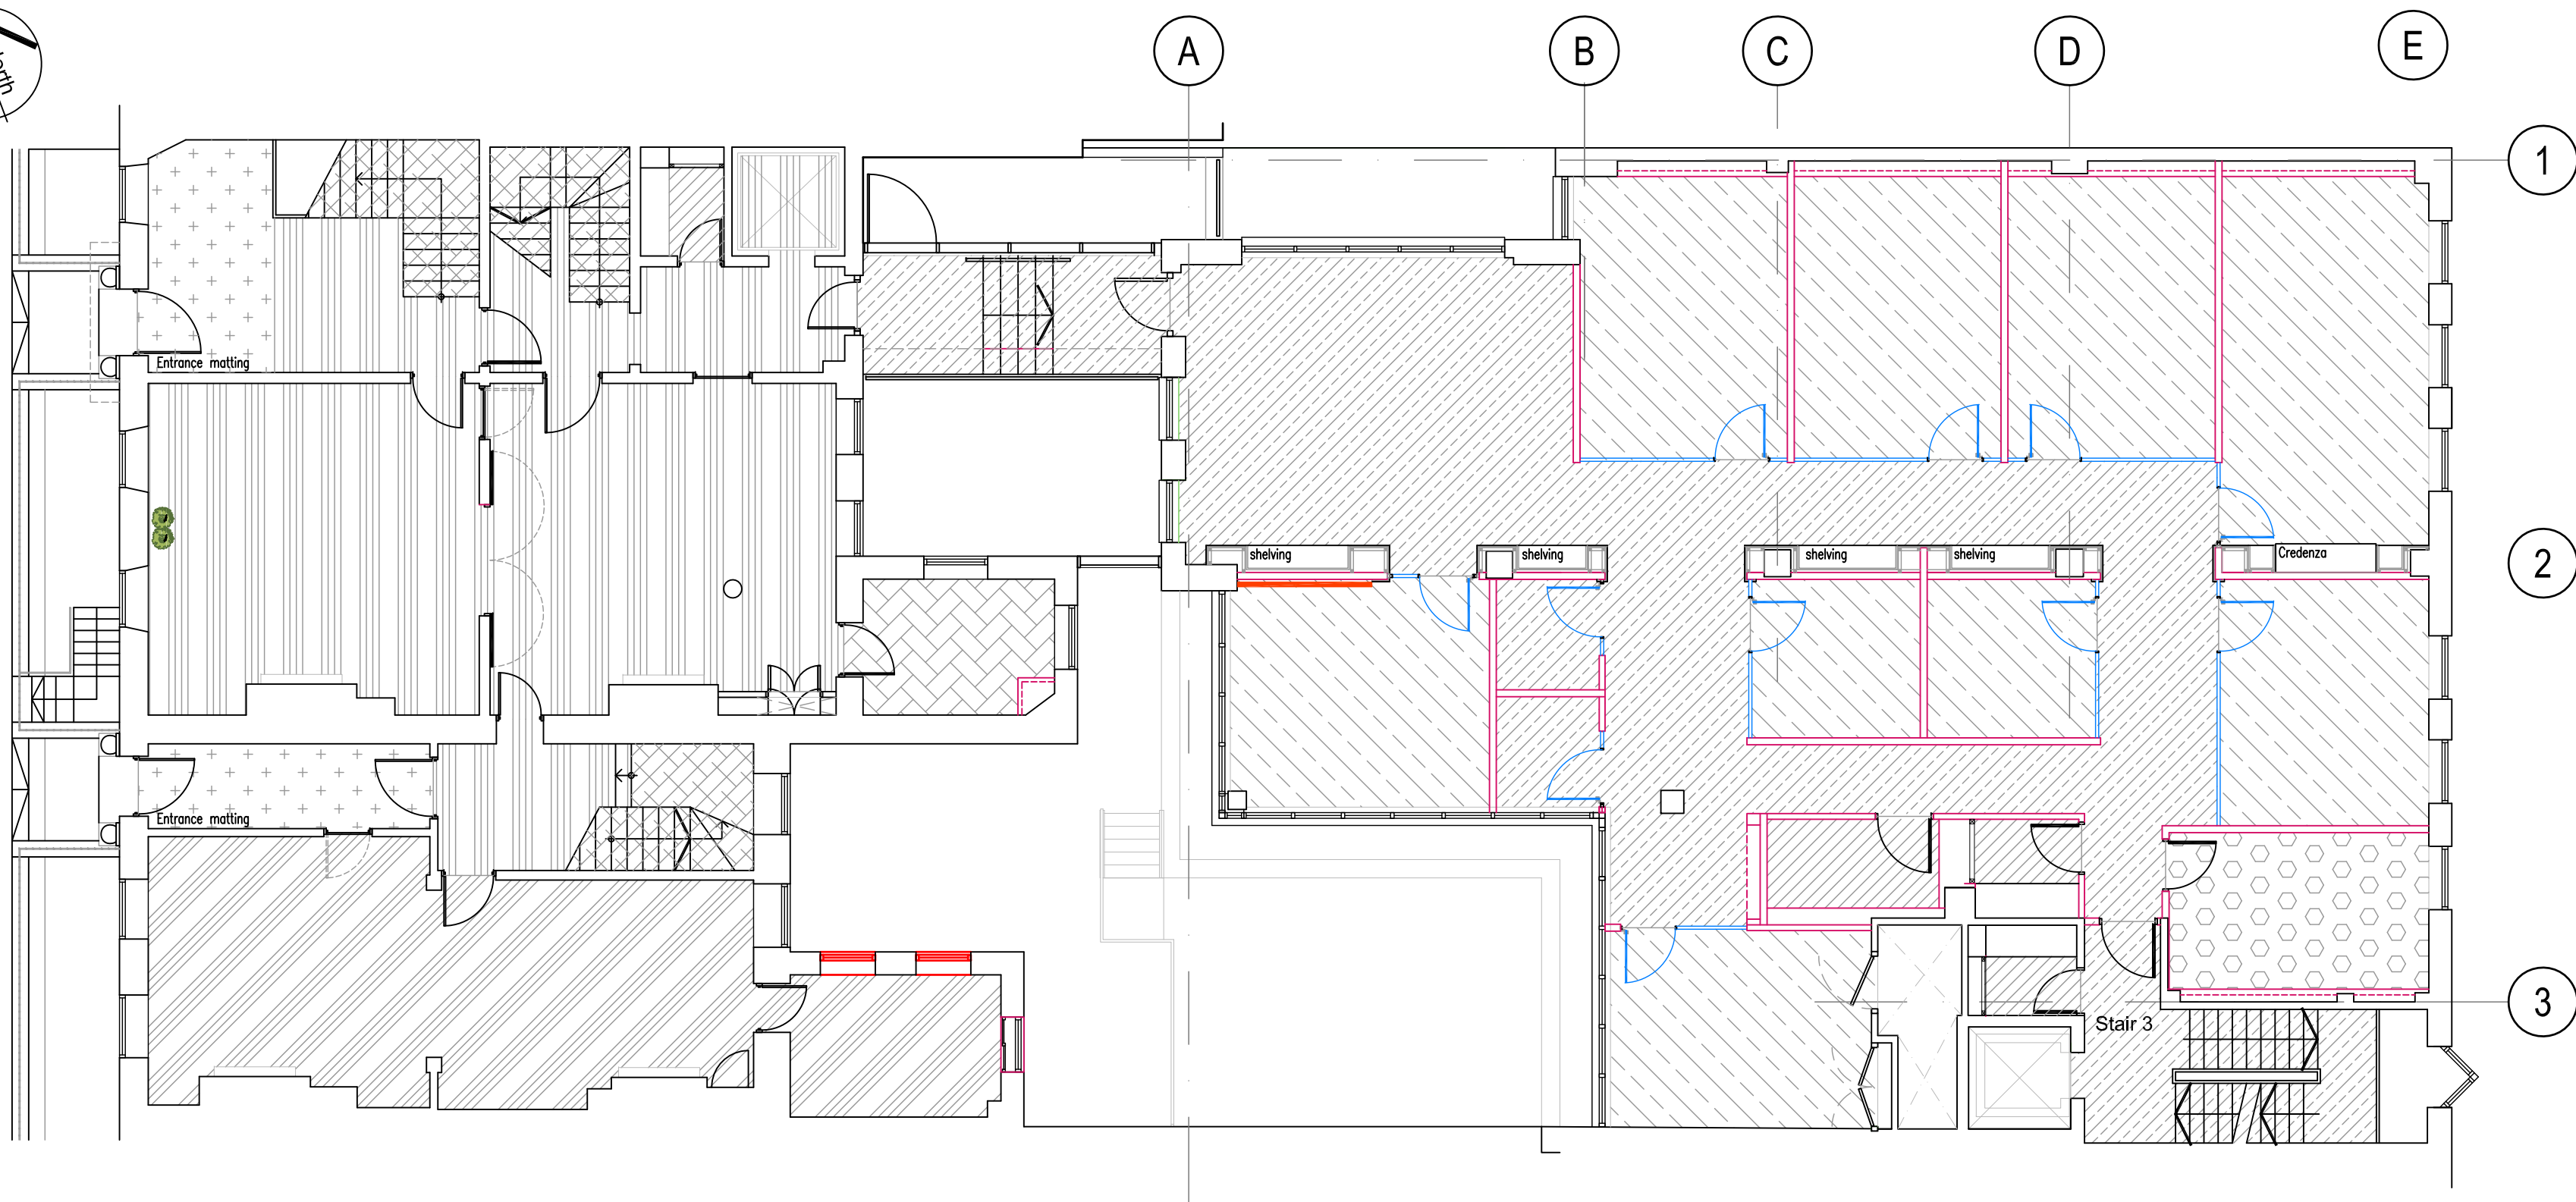 A B C D E
1
Entrance matting
shelving shelving shelving shelving Credenza
2
Entrance matting
3
Stair 3